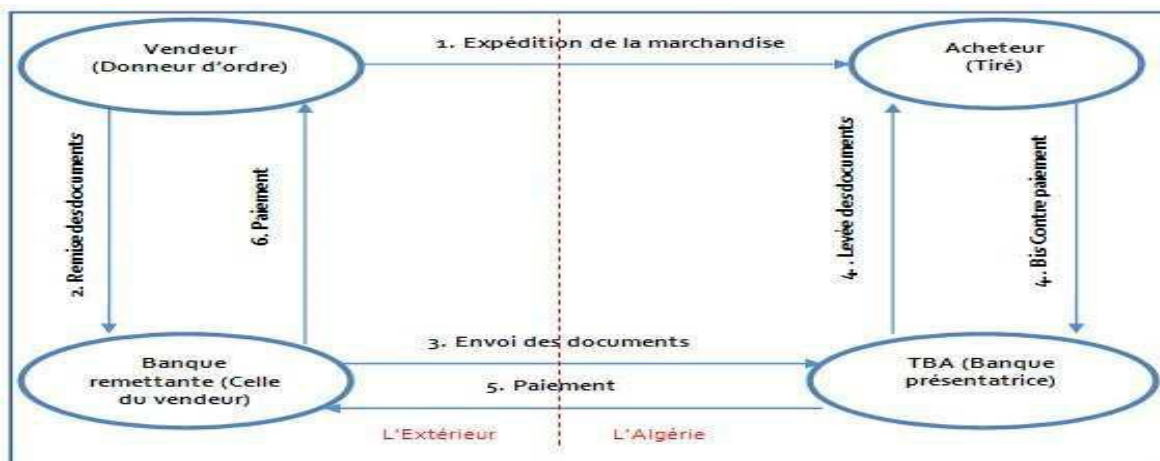 Vendeur
(Donneur d'ordre)
1. Expédition de la marchandise
Acheteur
(Tiré)
2. Remise des documents
6. Paiement
4. Levée des documents
4. Bis Contre paiement
Banque
remettante (Celle
du vendeur)
3. Envoi des documents
5. Paiement
TBA (Banque
présentatrice)
L'Extérieur
L'Algérie